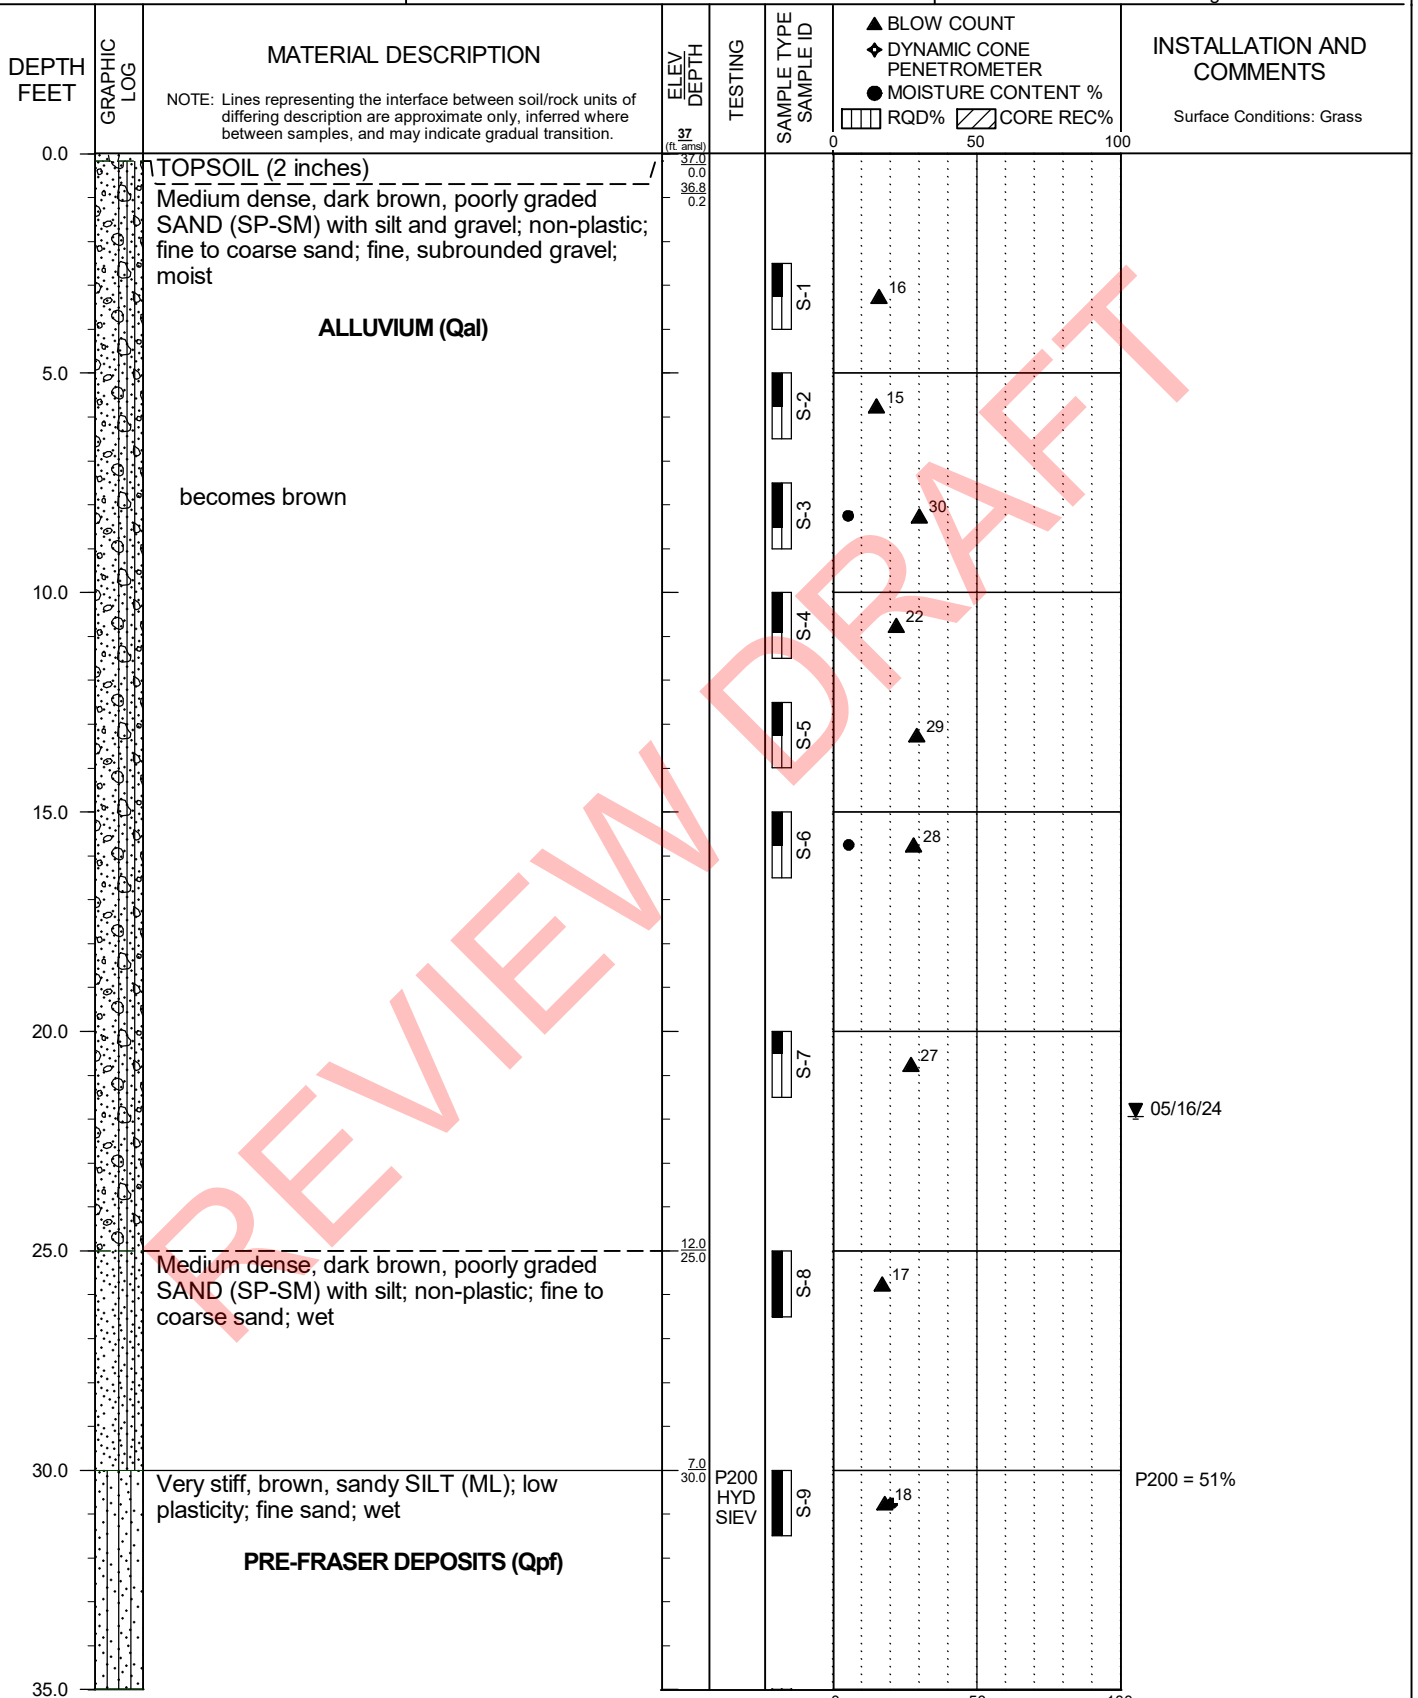 DEPTH
FEET
GRAPHIC
LOG
MATERIAL DESCRIPTION
NOTE: Lines representing the interface between soil/rock units of
differing description are approximate only, inferred where
between samples, and may indicate gradual transition.
ELEV
DEPTH
37
(ft. amsl)
TESTING
SAMPLE TYPE
SAMPLE ID
BLOW COUNT
DYNAMIC CONE
PENETROMETER
MOISTURE CONTENT %
RQD% CORE REC%
0 50 100
INSTALLATION AND
COMMENTS
Surface Conditions: Grass
0.0
TOPSOIL (2 inches)
37.0
0.0
36.8
0.2
Medium dense, dark brown, poorly graded
SAND (SP-SM) with silt and gravel; non-plastic;
fine to coarse sand; fine, subrounded gravel;
moist
S-1
16
ALLUVIUM (Qal)
5.0
S-2
15
becomes brown
S-3
30
10.0
S-4
22
S-5
29
15.0
S-6
28
20.0
S-7
27
05/16/24
25.0
12.0
25.0
Medium dense, dark brown, poorly graded
SAND (SP-SM) with silt; non-plastic; fine to
coarse sand; wet
S-8
17
30.0
7.0
30.0
Very stiff, brown, sandy SILT (ML); low
plasticity; fine sand; wet
P200
HYD
SIEV
S-9
18
P200 = 51%
PRE-FRASER DEPOSITS (Qpf)
35.0
REVIEW DRAFT